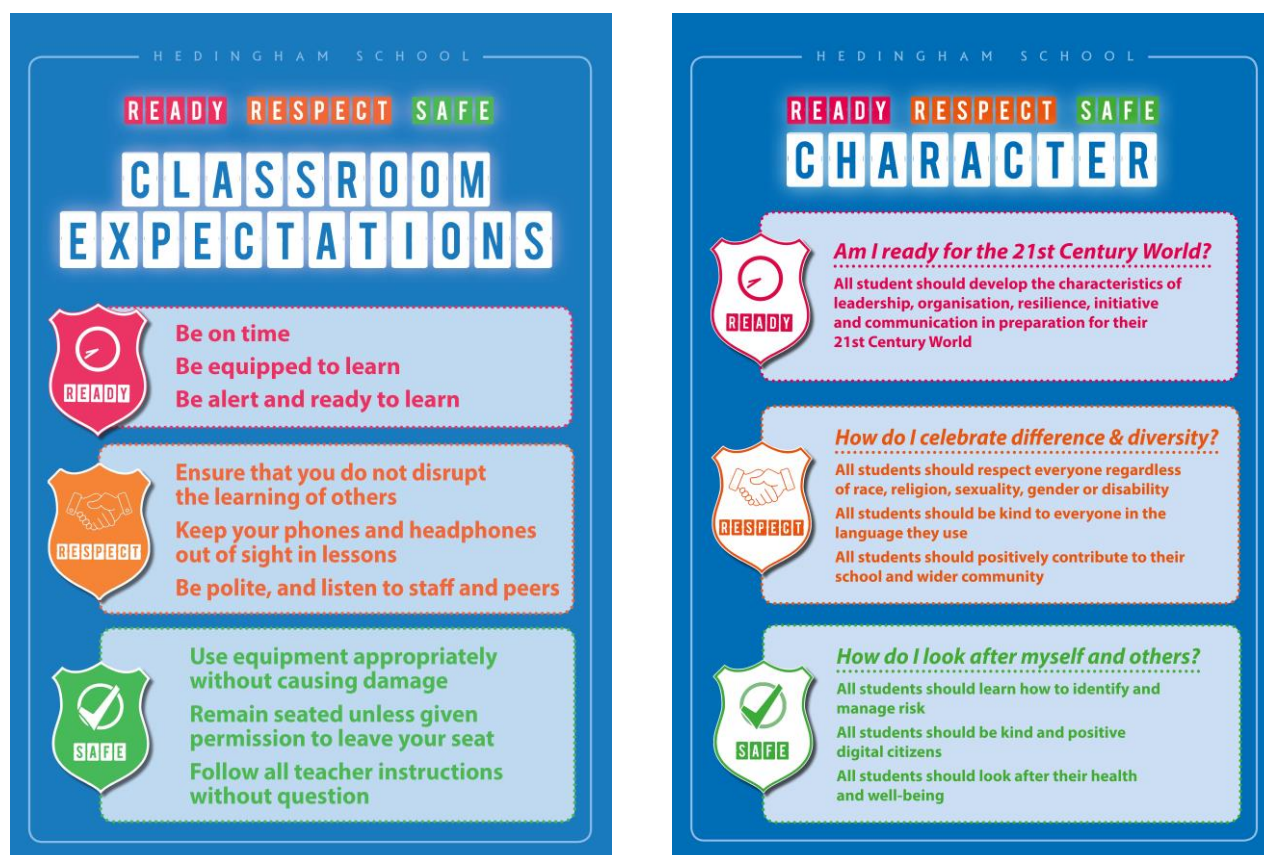 HEDINGHAM SCHOOL
READY RESPECT SAFE
CLASSROOM
EXPECTATIONS
READY
Be on time
Be equipped to learn
Be alert and ready to learn
RESPECT
Ensure that you do not disrupt
the learning of others
Keep your phones and headphones
out of sight in lessons
Be polite, and listen to staff and peers
SAFE
Use equipment appropriately
without causing damage
Remain seated unless given
permission to leave your seat
Follow all teacher instructions
without question
HEDINGHAM SCHOOL
READY RESPECT SAFE
CHARACTER
READY
Am I ready for the 21st Century World?
All student should develop the characteristics of
leadership, organisation, resilience, initiative
and communication in preparation for their
21st Century World
RESPECT
How do I celebrate difference & diversity?
All students should respect everyone regardless
of race, religion, sexuality, gender or disability
All students should be kind to everyone in the
language they use
All students should positively contribute to their
school and wider community
SAFE
How do I look after myself and others?
All students should learn how to identify and
manage risk
All students should be kind and positive
digital citizens
All students should look after their health
and well-being